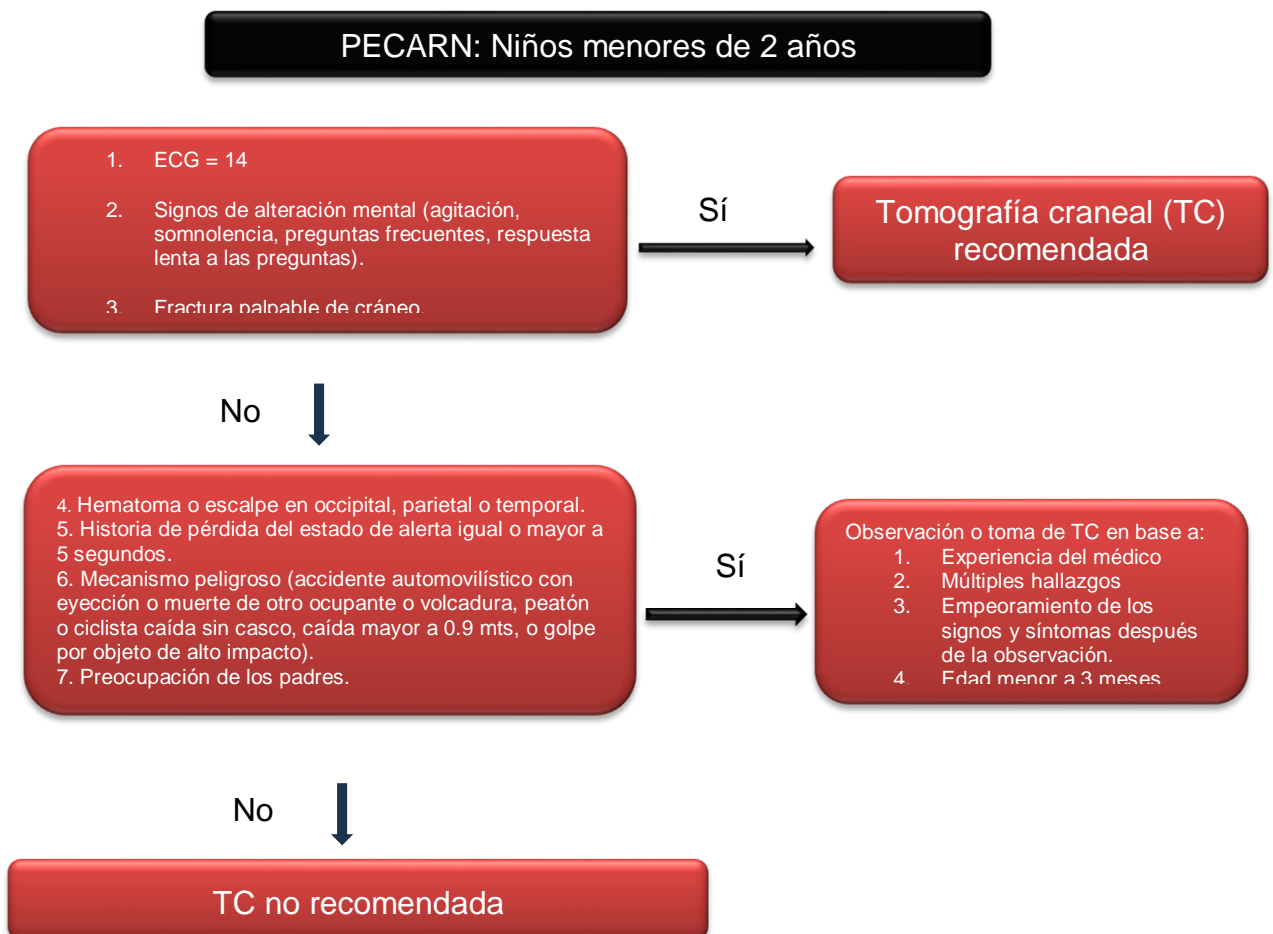 PECARN: Niños menores de 2 años
1. ECG = 14
2. Signos de alteración mental (agitación,
somnolencia, preguntas frecuentes, respuesta
lenta a las preguntas).
3. Fractura palpable de cráneo.
Sí
Tomografía craneal (TC)
recomendada
No
4. Hematoma o escalpe en occipital, parietal o temporal.
5. Historia de pérdida del estado de alerta igual o mayor a
5 segundos.
6. Mecanismo peligroso (accidente automovilístico con
eyección o muerte de otro ocupante o volcadura, peatón
o ciclista caída sin casco, caída mayor a 0.9 mts, o golpe
por objeto de alto impacto).
7. Preocupación de los padres.
Sí
Observación o toma de TC en base a:
1. Experiencia del médico
2. Múltiples hallazgos
3. Empeoramiento de los
signos y síntomas después
de la observación.
4. Edad menor a 3 meses
No
TC no recomendada